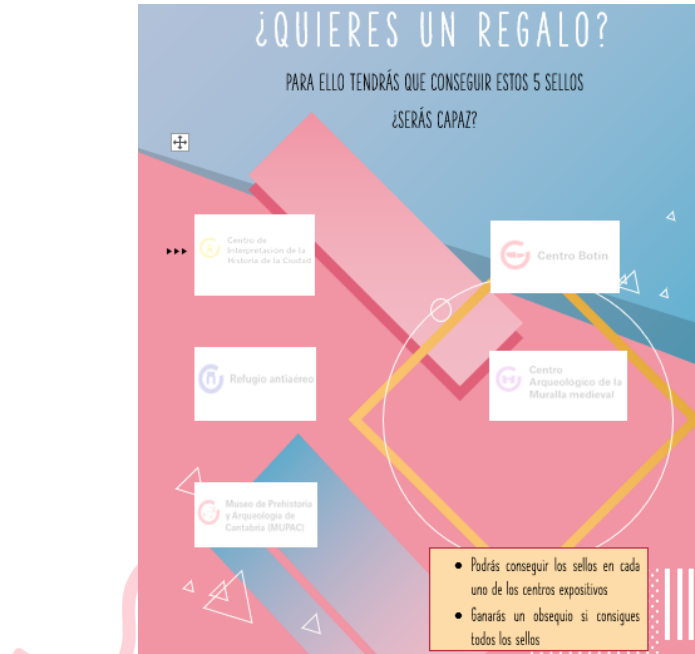 ¿QUIERES UN REGALO?
PARA ELLO TENDRÁS QUE CONSEGUIR ESTOS 5 SELLOS
¿SERÁS CAPAZ?
Centro de
Interpretación de la
Historia de la Ciudad
Centro Botín
Refugio antiaéreo
Centro
Arqueológico de la
Muralla medieval
Museo de Prehistoria
y Arqueología de
Cantabria (MUPAC)
• Podrás conseguir los sellos en cada
uno de los centros expositivos
• Ganarás un obsequio si consigues
todos los sellos